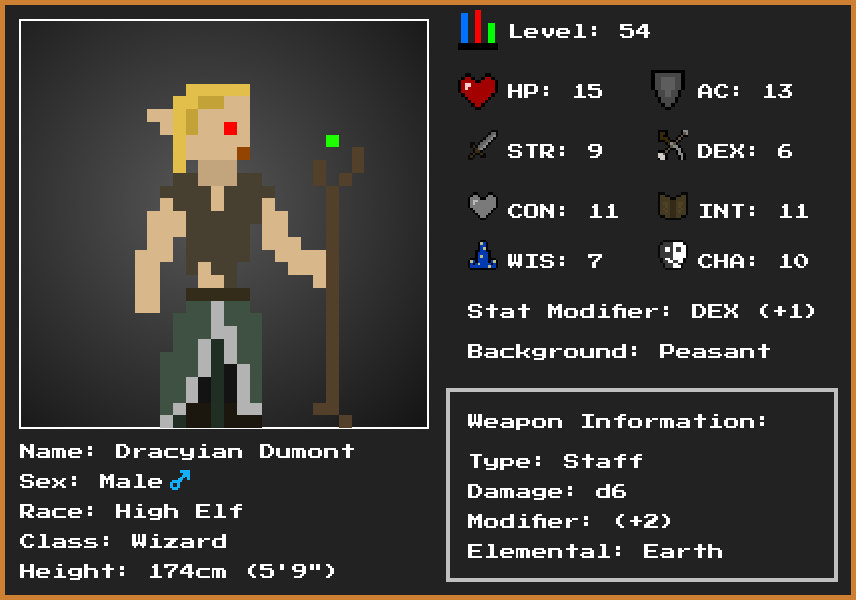 Level: 54
HP: 15
AC: 13
STR: 9
DEX: 6
CON: 11
INT: 11
WIS: 7
CHA: 10
Stat Modifier: DEX (+1)
Background: Peasant
Weapon Information:
Type: Staff
Damage: d6
Modifier: (+2)
Elemental: Earth
Name: Dracyian Dumont
Sex: Male♂
Race: High Elf
Class: Wizard
Height: 174cm (5'9")